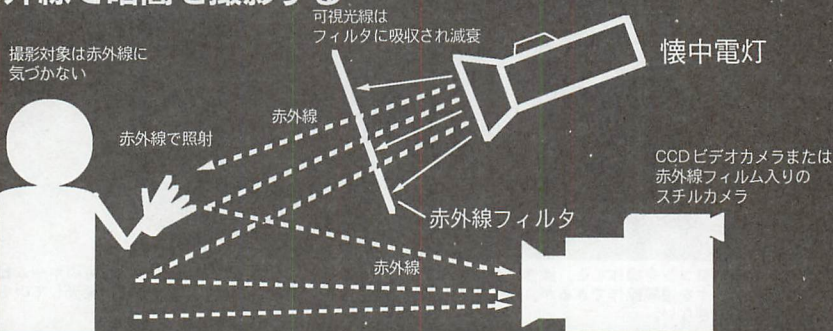 外線で暗闇を撮影する
可視光線は
フィルタに吸収され減衰
撮影対象は赤外線に
気づかない
懐中電灯
赤外線
赤外線で照射
CCDビデオカメラまたは
赤外線フィルム入りの
スチルカメラ
赤外線フィルタ
赤外線